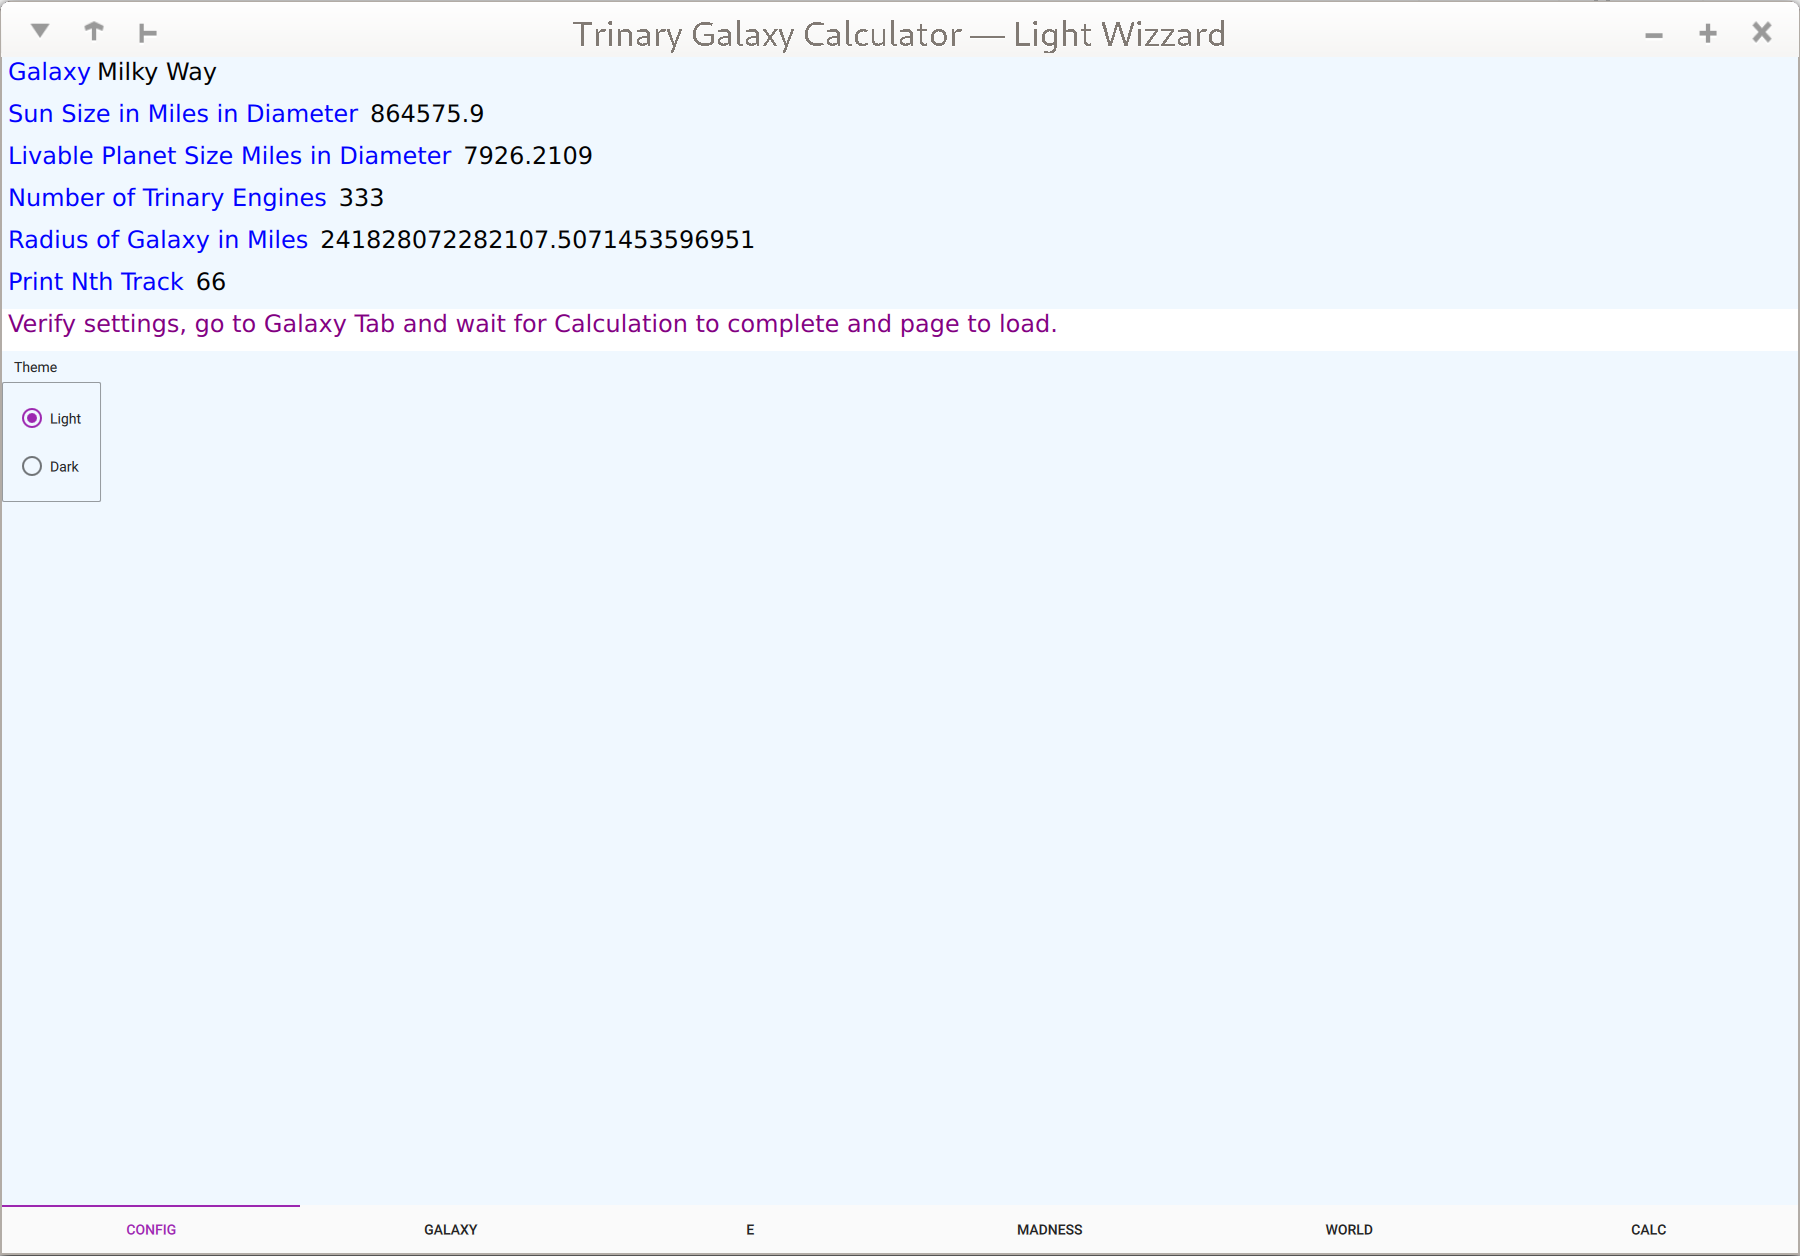 Trinary Galaxy Calculator — Light Wizzard
Galaxy Milky Way
Sun Size in Miles in Diameter 864575.9
Livable Planet Size Miles in Diameter 7926.2109
Number of Trinary Engines 333
Radius of Galaxy in Miles 241828072282107.5071453596951
Print Nth Track 66
Verify settings, go to Galaxy Tab and wait for Calculation to complete and page to load.
Theme
Light
Dark
CONFIG GALAXY E MADNESS WORLD CALC